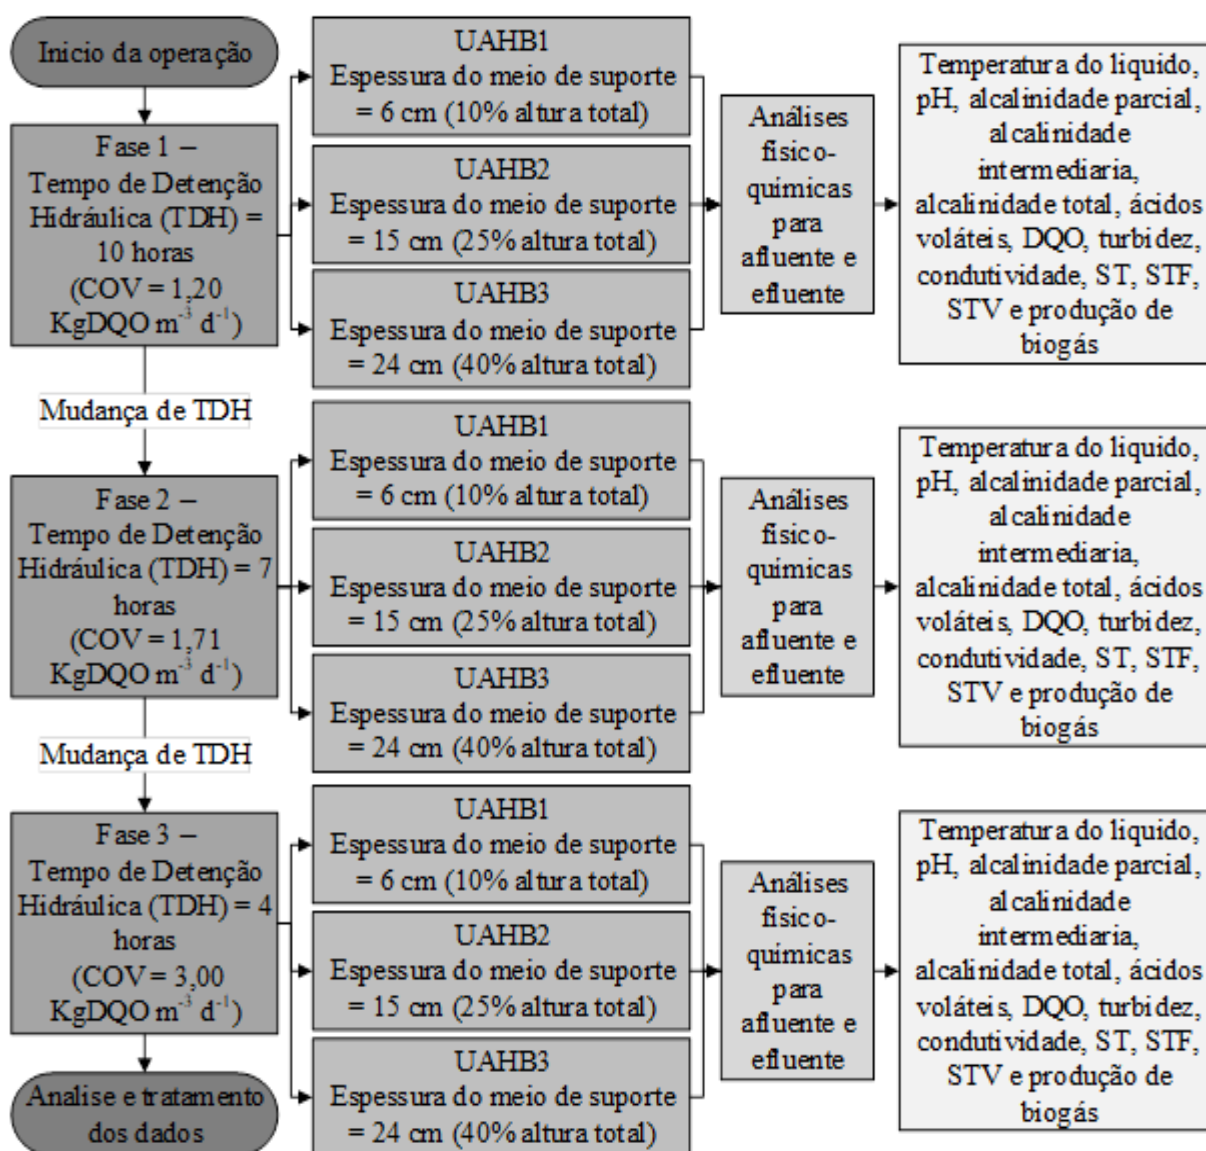 Inicio da operação
Fase 1 –
Tempo de Detenção
Hidráulica (TDH) =
10 horas
(COV = 1,20
KgDQO m⁻³ d⁻¹)
UAHB1
Espessura do meio de suporte
= 6 cm (10% altura total)
UAHB2
Espessura do meio de suporte
= 15 cm (25% altura total)
UAHB3
Espessura do meio de suporte
= 24 cm (40% altura total)
Análises
físico-
químicas
para
afluente e
efluente
Temperatura do liquido,
pH, alcalinidade parcial,
alcalinidade
intermediaria,
alcalinidade total, ácidos
voláteis, DQO, turbidez,
condutividade, ST, STF,
STV e produção de
biogás
Mudança de TDH
Fase 2 –
Tempo de Detenção
Hidráulica (TDH) = 7
horas
(COV = 1,71
KgDQO m⁻³ d⁻¹)
UAHB1
Espessura do meio de suporte
= 6 cm (10% altura total)
UAHB2
Espessura do meio de suporte
= 15 cm (25% altura total)
UAHB3
Espessura do meio de suporte
= 24 cm (40% altura total)
Análises
físico-
químicas
para
afluente e
efluente
Temperatura do liquido,
pH, alcalinidade parcial,
alcalinidade
intermediaria,
alcalinidade total, ácidos
voláteis, DQO, turbidez,
condutividade, ST, STF,
STV e produção de
biogás
Mudança de TDH
Fase 3 –
Tempo de Detenção
Hidráulica (TDH) = 4
horas
(COV = 3,00
KgDQO m⁻³ d⁻¹)
UAHB1
Espessura do meio de suporte
= 6 cm (10% altura total)
UAHB2
Espessura do meio de suporte
= 15 cm (25% altura total)
UAHB3
Espessura do meio de suporte
= 24 cm (40% altura total)
Análises
físico-
químicas
para
afluente e
efluente
Temperatura do liquido,
pH, alcalinidade parcial,
alcalinidade
intermediaria,
alcalinidade total, ácidos
voláteis, DQO, turbidez,
condutividade, ST, STF,
STV e produção de
biogás
Analise e tratamento
dos dados